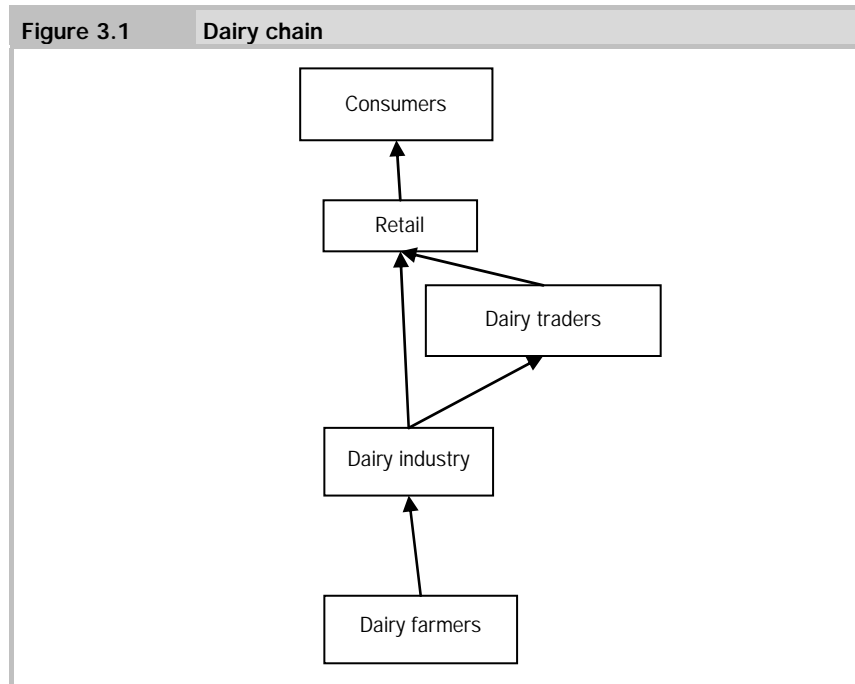 Figure 3.1 Dairy chain
Consumers
Retail
Dairy traders
Dairy industry
Dairy farmers